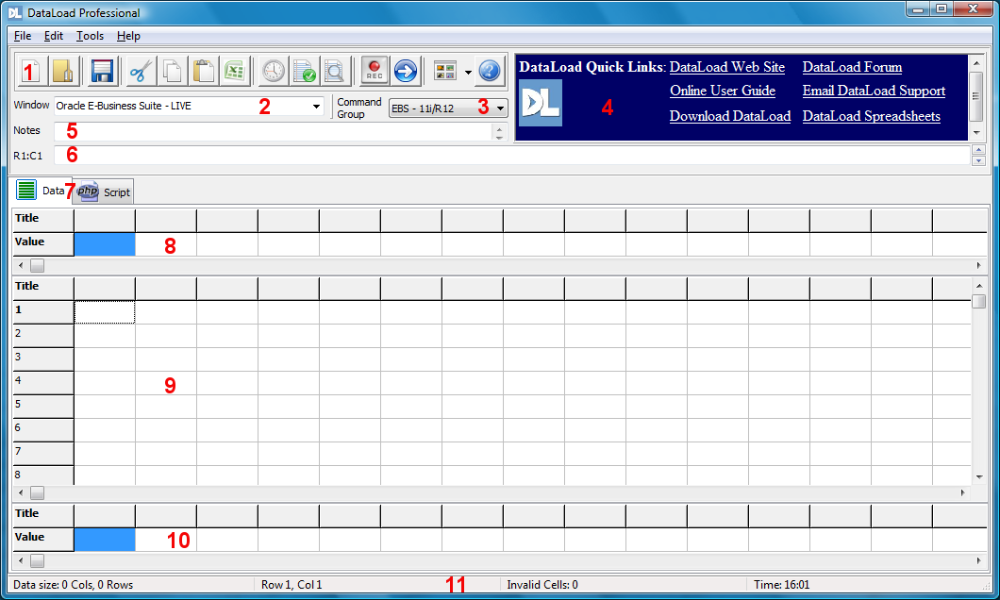 DL DataLoad Professional
File Edit Tools Help
1 REC ?
DataLoad Quick Links: DataLoad Web Site DataLoad Forum
DL 4 Online User Guide Email DataLoad Support
Download DataLoad DataLoad Spreadsheets
Window Oracle E-Business Suite - LIVE 2 Command Group EBS - 11i/R12 3
Notes 5
R1:C1 6
Data 7 php Script
Title
Value 8
Title
1
2
3
4 9
5
6
7
8
Title
Value 10
Data size: 0 Cols, 0 Rows Row 1, Col 1 11 Invalid Cells: 0 Time: 16:01